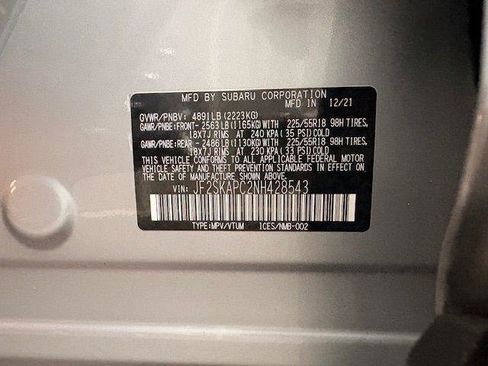 MFD BY SUBARU CORPORATION
MFD IN 12/21
GVWR/PNBV: 4891LB(2223KG)
GAWR/PNBE:FRONT- 2563LB(1165KG)WITH 225/55R18 98H TIRES,
18X7J RIMS AT 240 KPA(35 PSI)COLD
GAWR/PNBE:REAR - 2486LB(1130KG)WITH 225/55R18 98H TIRES,
18X7J RIMS AT 230 KPA(33 PSI)COLD
THIS VEHICLE CONFORMS TO ALL APPLICABLE FEDERAL MOTOR
VEHICLE SAFETY AND THEFT PREVENTION STANDARDS IN EFFECT
ON THE DATE OF MANUFACTURE SHOWN ABOVE.
VIN: JF2SKAPC2NH428543
TYPE:MPV/VTUM ICES/NMB-002